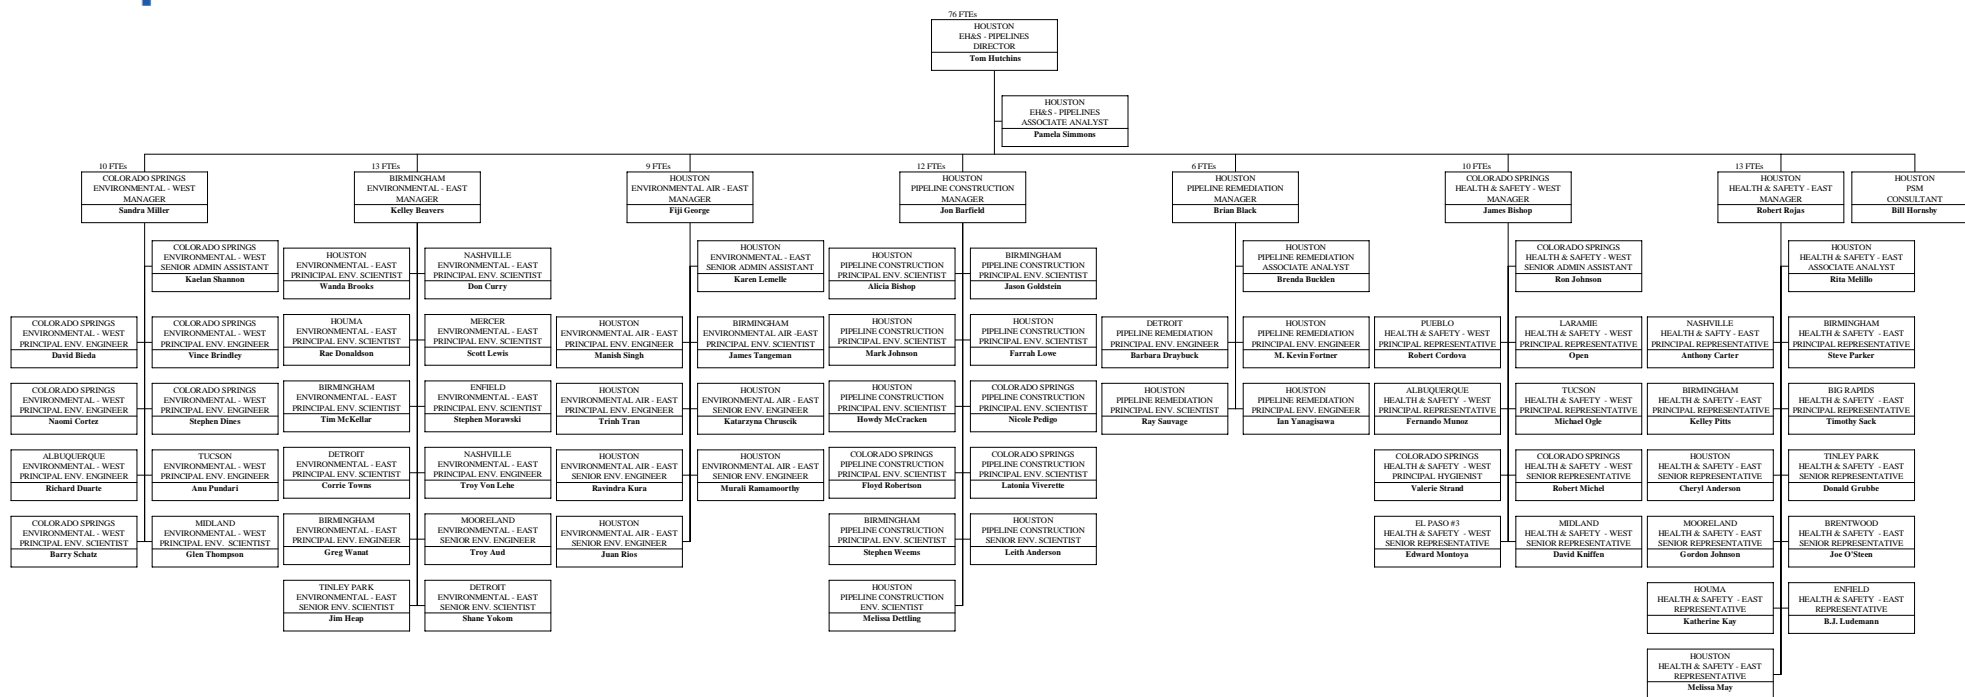 76 FTEs
HOUSTON
EH&S - PIPELINES
DIRECTOR
Tom Hutchins
HOUSTON
EH&S - PIPELINES
ASSOCIATE ANALYST
Pamela Simmons
10 FTEs
COLORADO SPRINGS
ENVIRONMENTAL - WEST
MANAGER
Sandra Miller
COLORADO SPRINGS
ENVIRONMENTAL - WEST
SENIOR ADMIN ASSISTANT
Kaelan Shannon
COLORADO SPRINGS
ENVIRONMENTAL - WEST
PRINCIPAL ENV. ENGINEER
David Bieda
COLORADO SPRINGS
ENVIRONMENTAL - WEST
PRINCIPAL ENV. ENGINEER
Vince Brindley
COLORADO SPRINGS
ENVIRONMENTAL - WEST
PRINCIPAL ENV. ENGINEER
Naomi Cortez
COLORADO SPRINGS
ENVIRONMENTAL - WEST
PRINCIPAL ENV. ENGINEER
Stephen Dines
ALBUQUERQUE
ENVIRONMENTAL - WEST
PRINCIPAL ENV. ENGINEER
Richard Duarte
TUCSON
ENVIRONMENTAL - WEST
PRINCIPAL ENV. ENGINEER
Anu Pundari
COLORADO SPRINGS
ENVIRONMENTAL - WEST
PRINCIPAL ENV. SCIENTIST
Barry Schatz
MIDLAND
ENVIRONMENTAL - WEST
PRINCIPAL ENV. SCIENTIST
Glen Thompson
13 FTEs
BIRMINGHAM
ENVIRONMENTAL - EAST
MANAGER
Kelley Beavers
HOUSTON
ENVIRONMENTAL - EAST
PRINICIPAL ENV. SCIENTIST
Wanda Brooks
NASHVILLE
ENVIRONMENTAL - EAST
PRINCIPAL ENV. SCIENTIST
Don Curry
HOUMA
ENVIRONMENTAL - EAST
PRINCIPAL ENV. SCIENTIST
Rae Donaldson
MERCER
ENVIRONMENTAL - EAST
PRINCIPAL ENV. SCIENTIST
Scott Lewis
BIRMINGHAM
ENVIRONMENTAL - EAST
PRINCIPAL ENV. SCIENTIST
Tim McKellar
ENFIELD
ENVIRONMENTAL - EAST
PRINCIPAL ENV. SCIENTIST
Stephen Morawski
DETROIT
ENVIRONMENTAL - EAST
PRINCIPAL ENV. SCIENTIST
Corrie Towns
NASHVILLE
ENVIRONMENTAL - EAST
PRINCIPAL ENV. ENGINEER
Troy Von Lehe
BIRMINGHAM
ENVIRONMENTAL - EAST
PRINCIPAL ENV. ENGINEER
Greg Wanat
MOORELAND
ENVIRONMENTAL - EAST
SENIOR ENV. ENGINEER
Troy Aud
TINLEY PARK
ENVIRONMENTAL - EAST
SENIOR ENV. SCIENTIST
Jim Heap
DETROIT
ENVIRONMENTAL - EAST
SENIOR ENV. SCIENTIST
Shane Yokom
9 FTEs
HOUSTON
ENVIRONMENTAL AIR - EAST
MANAGER
Fiji George
HOUSTON
ENVIRONMENTAL - EAST
SENIOR ADMIN ASSISTANT
Karen Lemelle
HOUSTON
ENVIRONMENTAL AIR - EAST
PRINCIPAL ENV. ENGINEER
Manish Singh
BIRMINGHAM
ENVIRONMENTAL AIR -EAST
PRINCIPAL ENV. SCIENTIST
James Tangeman
HOUSTON
ENVIRONMENTAL AIR - EAST
PRINCIPAL ENV. ENGINEER
Trinh Tran
HOUSTON
ENVIRONMENTAL AIR - EAST
SENIOR ENV. ENGINEER
Katarzyna Chruscik
HOUSTON
ENVIRONMENTAL AIR - EAST
SENIOR ENV. ENGINEER
Ravindra Kura
HOUSTON
ENVIRONMENTAL AIR - EAST
SENIOR ENV. ENGINEER
Murali Ramamoorthy
HOUSTON
ENVIRONMENTAL AIR - EAST
SENIOR ENV. ENGINEER
Juan Rios
12 FTEs
HOUSTON
PIPELINE CONSTRUCTION
MANAGER
Jon Barfield
HOUSTON
PIPELINE CONSTRUCTION
PRINCIPAL ENV. SCIENTIST
Alicia Bishop
BIRMINGHAM
PIPELINE CONSTRUCTION
PRINCIPAL ENV. SCIENTIST
Jason Goldstein
HOUSTON
PIPELINE CONSTRUCTION
PRINCIPAL ENV. SCIENTIST
Mark Johnson
HOUSTON
PIPELINE CONSTRUCTION
PRINCIPAL ENV. SCIENTIST
Farrah Lowe
HOUSTON
PIPELINE CONSTRUCTION
PRINCIPAL ENV. SCIENTIST
Howdy McCracken
COLORADO SPRINGS
PIPELINE CONSTRUCTION
PRINCIPAL ENV. SCIENTIST
Nicole Pedigo
COLORADO SPRINGS
PIPELINE CONSTRUCTION
PRINCIPAL ENV. SCIENTIST
Floyd Robertson
COLORADO SPRINGS
PIPELINE CONSTRUCTION
PRINCIPAL ENV. SCIENTIST
Latonia Viverette
BIRMINGHAM
PIPELINE CONSTRUCTION
PRINCIPAL ENV. SCIENTIST
Stephen Weems
HOUSTON
PIPELINE CONSTRUCTION
SENIOR ENV. SCIENTIST
Leith Anderson
HOUSTON
PIPELINE CONSTRUCTION
ENV. SCIENTIST
Melissa Dettling
6 FTEs
HOUSTON
PIPELINE REMEDIATION
MANAGER
Brian Black
HOUSTON
PIPELINE REMEDIATION
ASSOCIATE ANALYST
Brenda Bucklen
DETROIT
PIPELINE REMEDIATION
PRINCIPAL ENV. ENGINEER
Barbara Draybuck
HOUSTON
PIPELINE REMEDIATION
PRINCIPAL ENV. ENGINEER
M. Kevin Fortner
HOUSTON
PIPELINE REMEDIATION
PRINCIPAL ENV. SCIENTIST
Ray Sauvage
HOUSTON
PIPELINE REMEDIATION
PRINCIPAL ENV. ENGINEER
Ian Yanagisawa
10 FTEs
COLORADO SPRINGS
HEALTH & SAFETY - WEST
MANAGER
James Bishop
COLORADO SPRINGS
HEALTH & SAFETY - WEST
SENIOR ADMIN ASSISTANT
Ron Johnson
PUEBLO
HEALTH & SAFETY - WEST
PRINCIPAL REPRESENTATIVE
Robert Cordova
LARAMIE
HEALTH & SAFETY - WEST
PRINCIPAL REPRESENTATIVE
Open
ALBUQUERQUE
HEALTH & SAFETY - WEST
PRINCIPAL REPRESENTATIVE
Fernando Munoz
TUCSON
HEALTH & SAFETY - WEST
PRINCIPAL REPRESENTATIVE
Michael Ogle
COLORADO SPRINGS
HEALTH & SAFETY - WEST
PRINCIPAL HYGIENIST
Valerie Strand
COLORADO SPRINGS
HEALTH & SAFETY - WEST
SENIOR REPRESENTATIVE
Robert Michel
EL PASO #3
HEALTH & SAFETY - WEST
SENIOR REPRESENTATIVE
Edward Montoya
MIDLAND
HEALTH & SAFETY - WEST
SENIOR REPRESENTATIVE
David Kniffen
13 FTEs
HOUSTON
HEALTH & SAFETY - EAST
MANAGER
Robert Rojas
HOUSTON
HEALTH & SAFETY - EAST
ASSOCIATE ANALYST
Rita Melillo
NASHVILLE
HEALTH & SAFETY - EAST
PRINCIPAL REPRESENTATIVE
Anthony Carter
BIRMINGHAM
HEALTH & SAFETY - EAST
PRINCIPAL REPRESENTATIVE
Steve Parker
BIRMINGHAM
HEALTH & SAFETY - EAST
PRINCIPAL REPRESENTATIVE
Kelley Pitts
BIG RAPIDS
HEALTH & SAFETY - EAST
PRINCIPAL REPRESENTATIVE
Timothy Sack
HOUSTON
HEALTH & SAFETY - EAST
SENIOR REPRESENTATIVE
Cheryl Anderson
TINLEY PARK
HEALTH & SAFETY - EAST
SENIOR REPRESENTATIVE
Donald Grubbe
MOORELAND
HEALTH & SAFETY - EAST
SENIOR REPRESENTATIVE
Gordon Johnson
BRENTWOOD
HEALTH & SAFETY - EAST
SENIOR REPRESENTATIVE
Joe O'Steen
HOUMA
HEALTH & SAFETY - EAST
REPRESENTATIVE
Katherine Kay
ENFIELD
HEALTH & SAFETY - EAST
REPRESENTATIVE
B.J. Ludemann
HOUSTON
HEALTH & SAFETY - EAST
REPRESENTATIVE
Melissa May
HOUSTON
PSM
CONSULTANT
Bill Hornsby